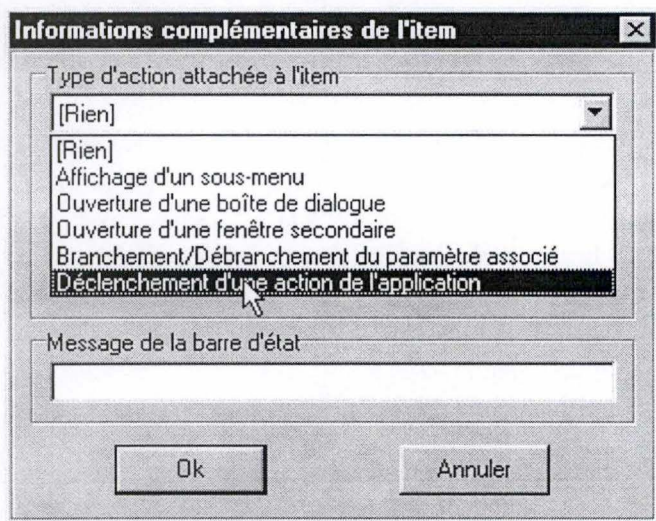 Informations complémentaires de l'item
Type d'action attachée à l'item
[Rien]
[Rien]
Affichage d'un sous-menu
Ouverture d'une boîte de dialogue
Ouverture d'une fenêtre secondaire
Branchement/Débranchement du paramètre associé
Déclenchement d'une action de l'application
Message de la barre d'état
Ok
Annuler